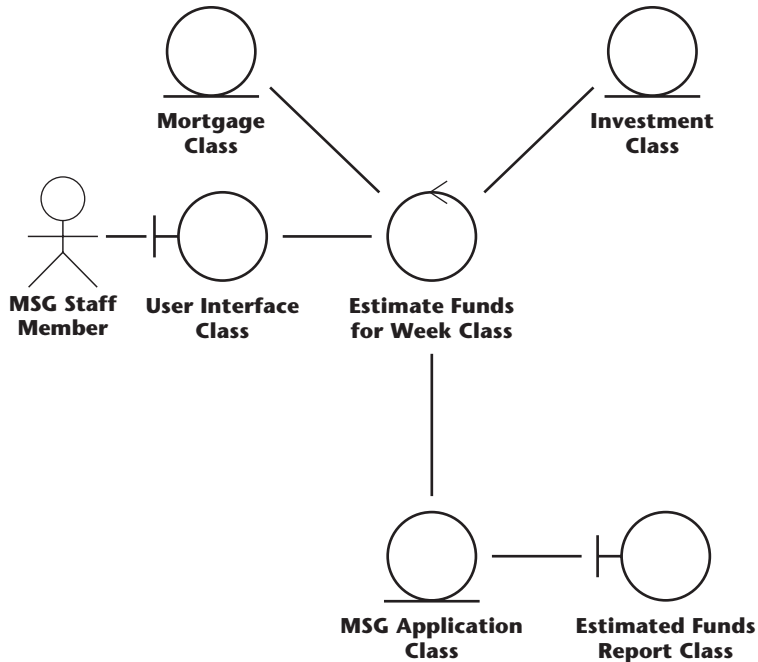 Mortgage
Class
Investment
Class
MSG Staff
Member
User Interface
Class
Estimate Funds
for Week Class
MSG Application
Class
Estimated Funds
Report Class